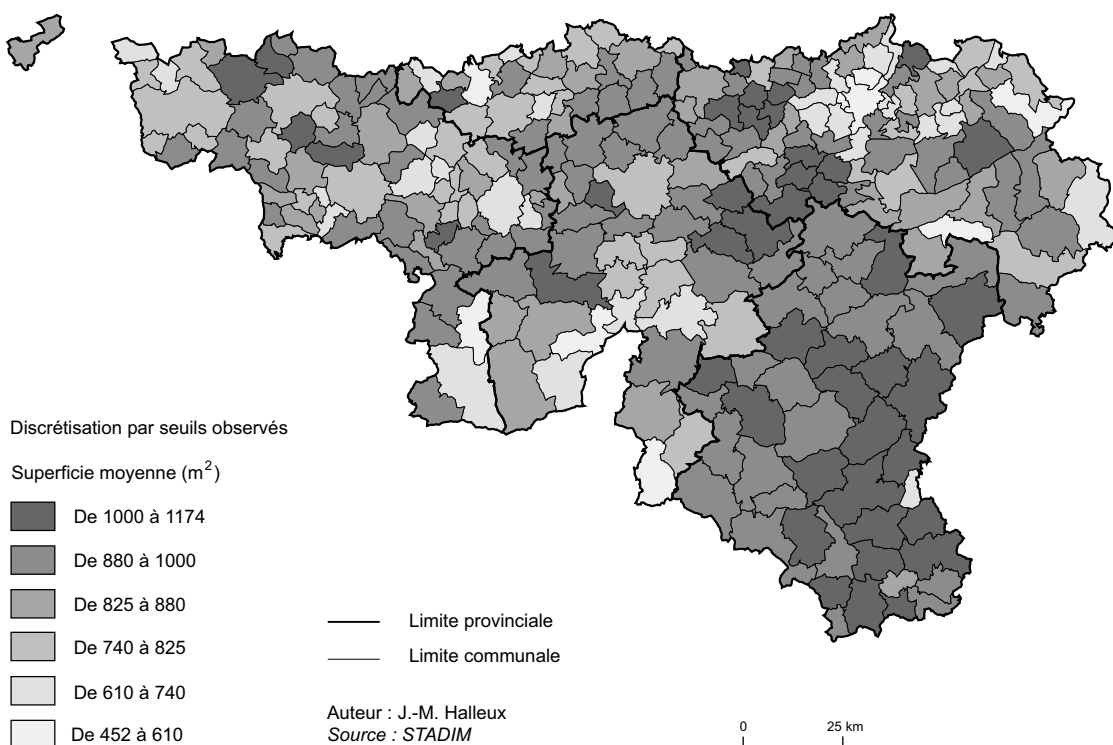 Discrétisation par seuils observés
Superficie moyenne (m²)
De 1000 à 1174
De 880 à 1000
De 825 à 880
De 740 à 825
De 610 à 740
De 452 à 610
Limite provinciale
Limite communale
Auteur : J.-M. Halleux
Source : STADIM
0 25 km